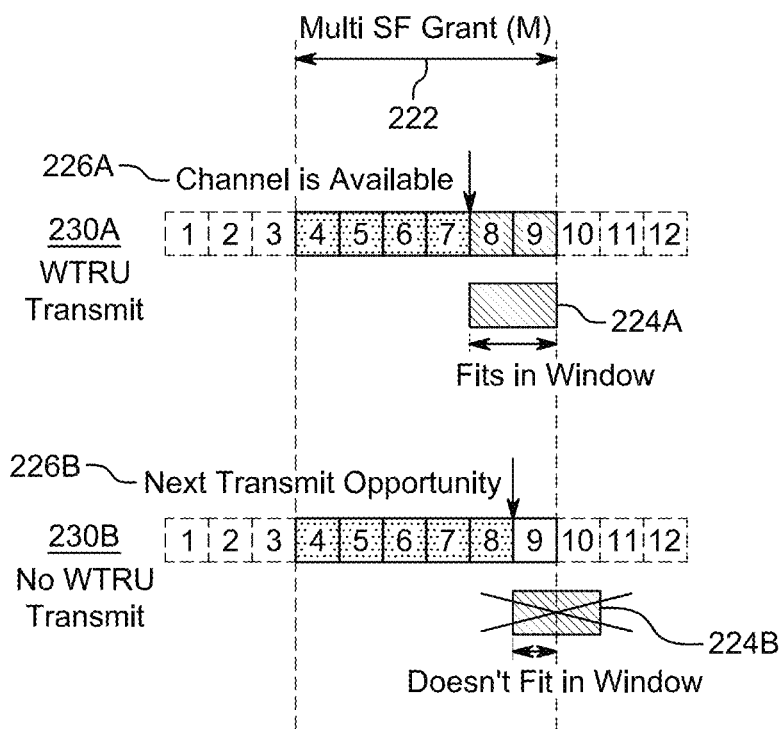 Multi SF Grant (M)
222
226A Channel is Available
230A
WTRU
Transmit
1 2 3 4 5 6 7 8 9 10 11 12
224A
Fits in Window
226B Next Transmit Opportunity
230B
No WTRU
Transmit
1 2 3 4 5 6 7 8 9 10 11 12
224B
Doesn't Fit in Window